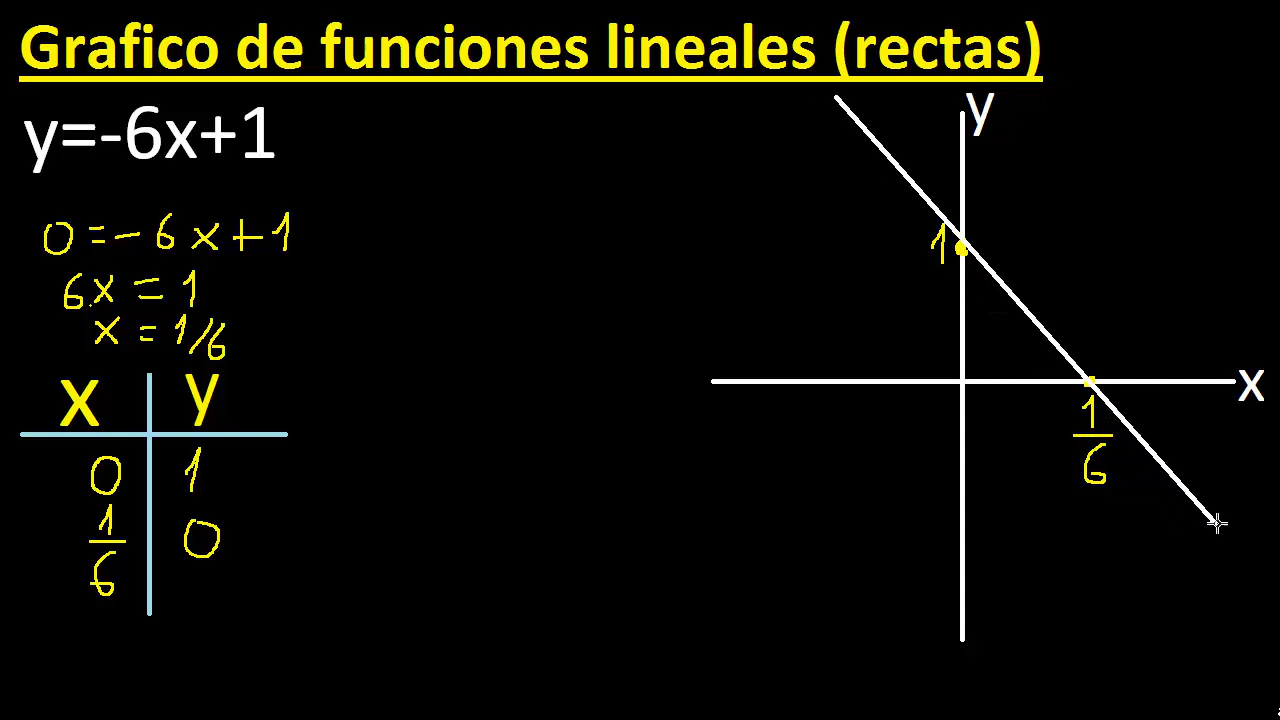 Grafico de funciones lineales (rectas)
y=-6x+1
0=-6x+1
6.x=1
x=1/6
x y
0 1
1/6 0
y
1
x
1/6